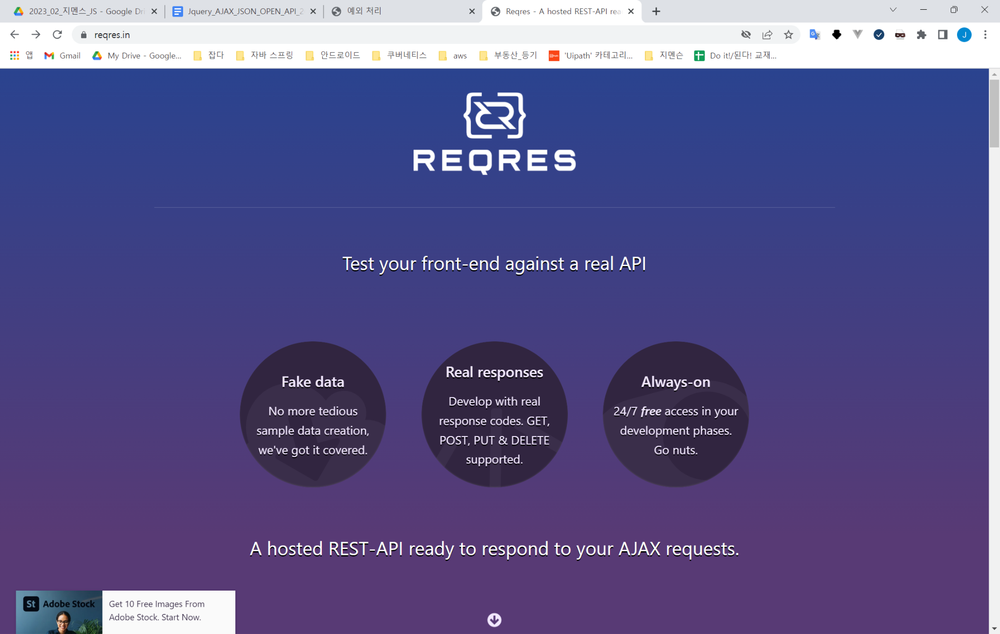 2023_02_지멘스_JS - Google Dri
Jquery_AJAX_JSON_OPEN_API_2
예외 처리
Reqres - A hosted REST-API rea
reqres.in
J
앱
Gmail
My Drive - Google...
잡다
자바 스프링
안드로이드
쿠버네티스
aws
부동산_등기
'Uipath' 카테고리...
지멘슨
Do it!/된다! 교재...
REQRES
Test your front-end against a real API
Fake data
No more tedious
sample data creation,
we've got it covered.
Real responses
Develop with real
response codes. GET,
POST, PUT & DELETE
supported.
Always-on
24/7 free access in your
development phases.
Go nuts.
A hosted REST-API ready to respond to your AJAX requests.
St Adobe Stock
Get 10 Free Images From
Adobe Stock. Start Now.